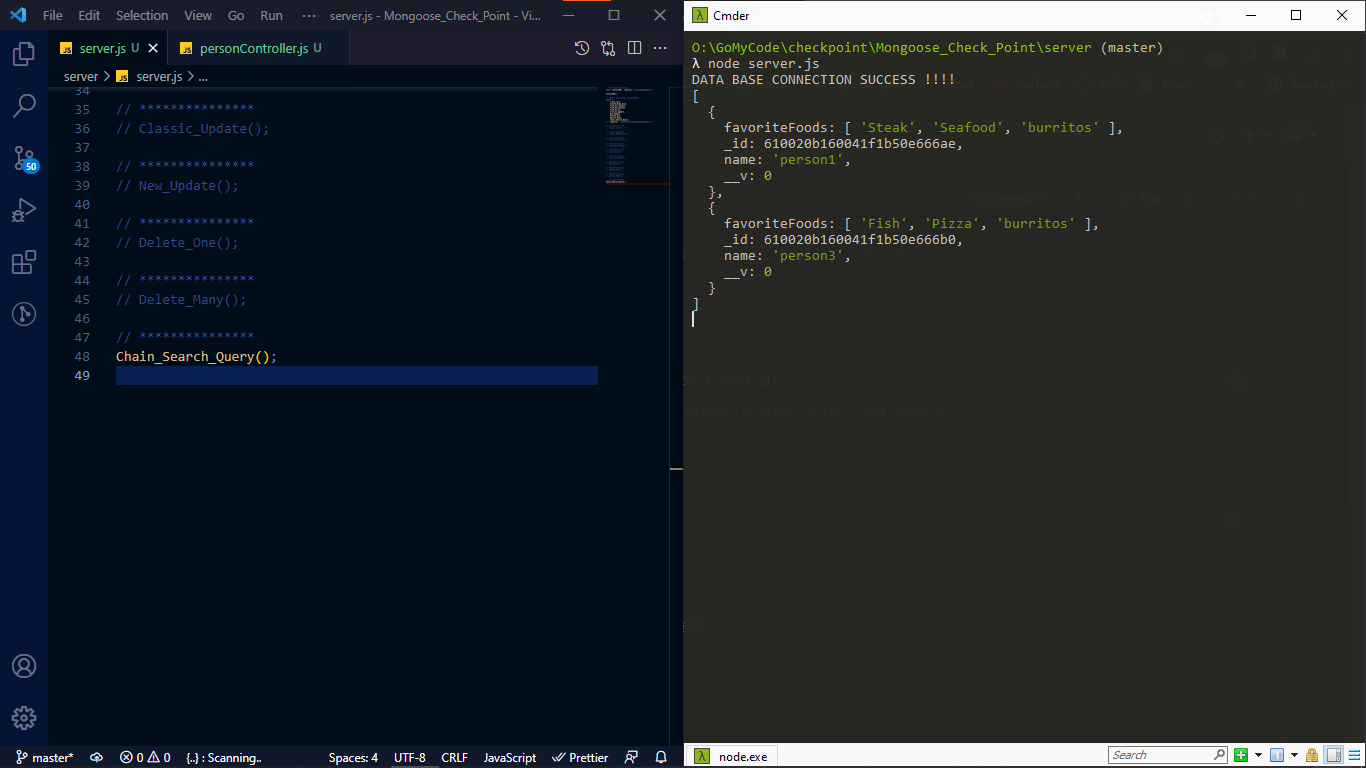 File Edit Selection View Go Run ··· server.js - Mongoose_Check_Point - Vi...
server.js U
personController.js U
server > server.js > ...
34
35 // ***************
36 // Classic_Update();
37
38 // ***************
39 // New_Update();
40
41 // ***************
42 // Delete_One();
43
44 // ***************
45 // Delete_Many();
46
47 // ***************
48 Chain_Search_Query();
49
50
master*
0 0
{..} : Scanning..
Spaces: 4
UTF-8
CRLF
JavaScript
Prettier
λ Cmder
O:\GoMyCode\checkpoint\Mongoose_Check_Point\server (master)
λ node server.js
DATA BASE CONNECTION SUCCESS !!!!
[
{
favoriteFoods: [ 'Steak', 'Seafood', 'burritos' ],
_id: 610020b160041f1b50e666ae,
name: 'person1',
__v: 0
},
{
favoriteFoods: [ 'Fish', 'Pizza', 'burritos' ],
_id: 610020b160041f1b50e666b0,
name: 'person3',
__v: 0
}
]
λ node.exe
Search